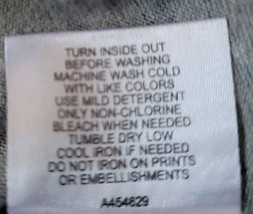 TURN INSIDE OUT
BEFORE WASHING
MACHINE WASH COLD
WITH LIKE COLORS
USE MILD DETERGENT
ONLY NON-CHLORINE
BLEACH WHEN NEEDED
TUMBLE DRY LOW
COOL IRON IF NEEDED
DO NOT IRON ON PRINTS
OR EMBELLISHMENTS
A454629